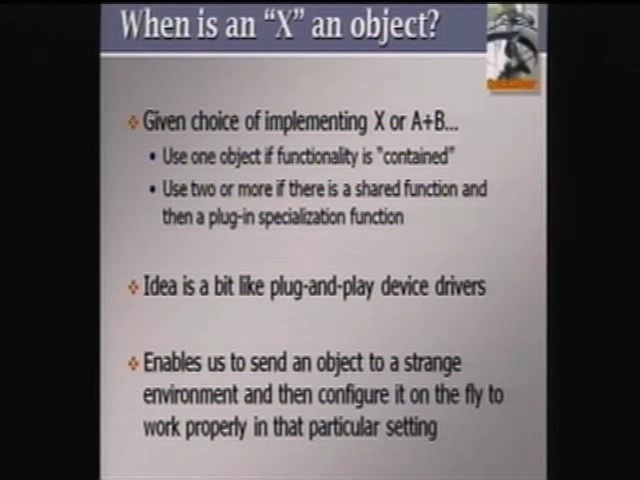 When is an “X” an object?
Given choice of implementing X or A+B...
Use one object if functionality is “contained”
Use two or more if there is a shared function and
then a plug-in specialization function
Idea is a bit like plug-and-play device drivers
Enables us to send an object to a strange
environment and then configure it on the fly to
work properly in that particular setting